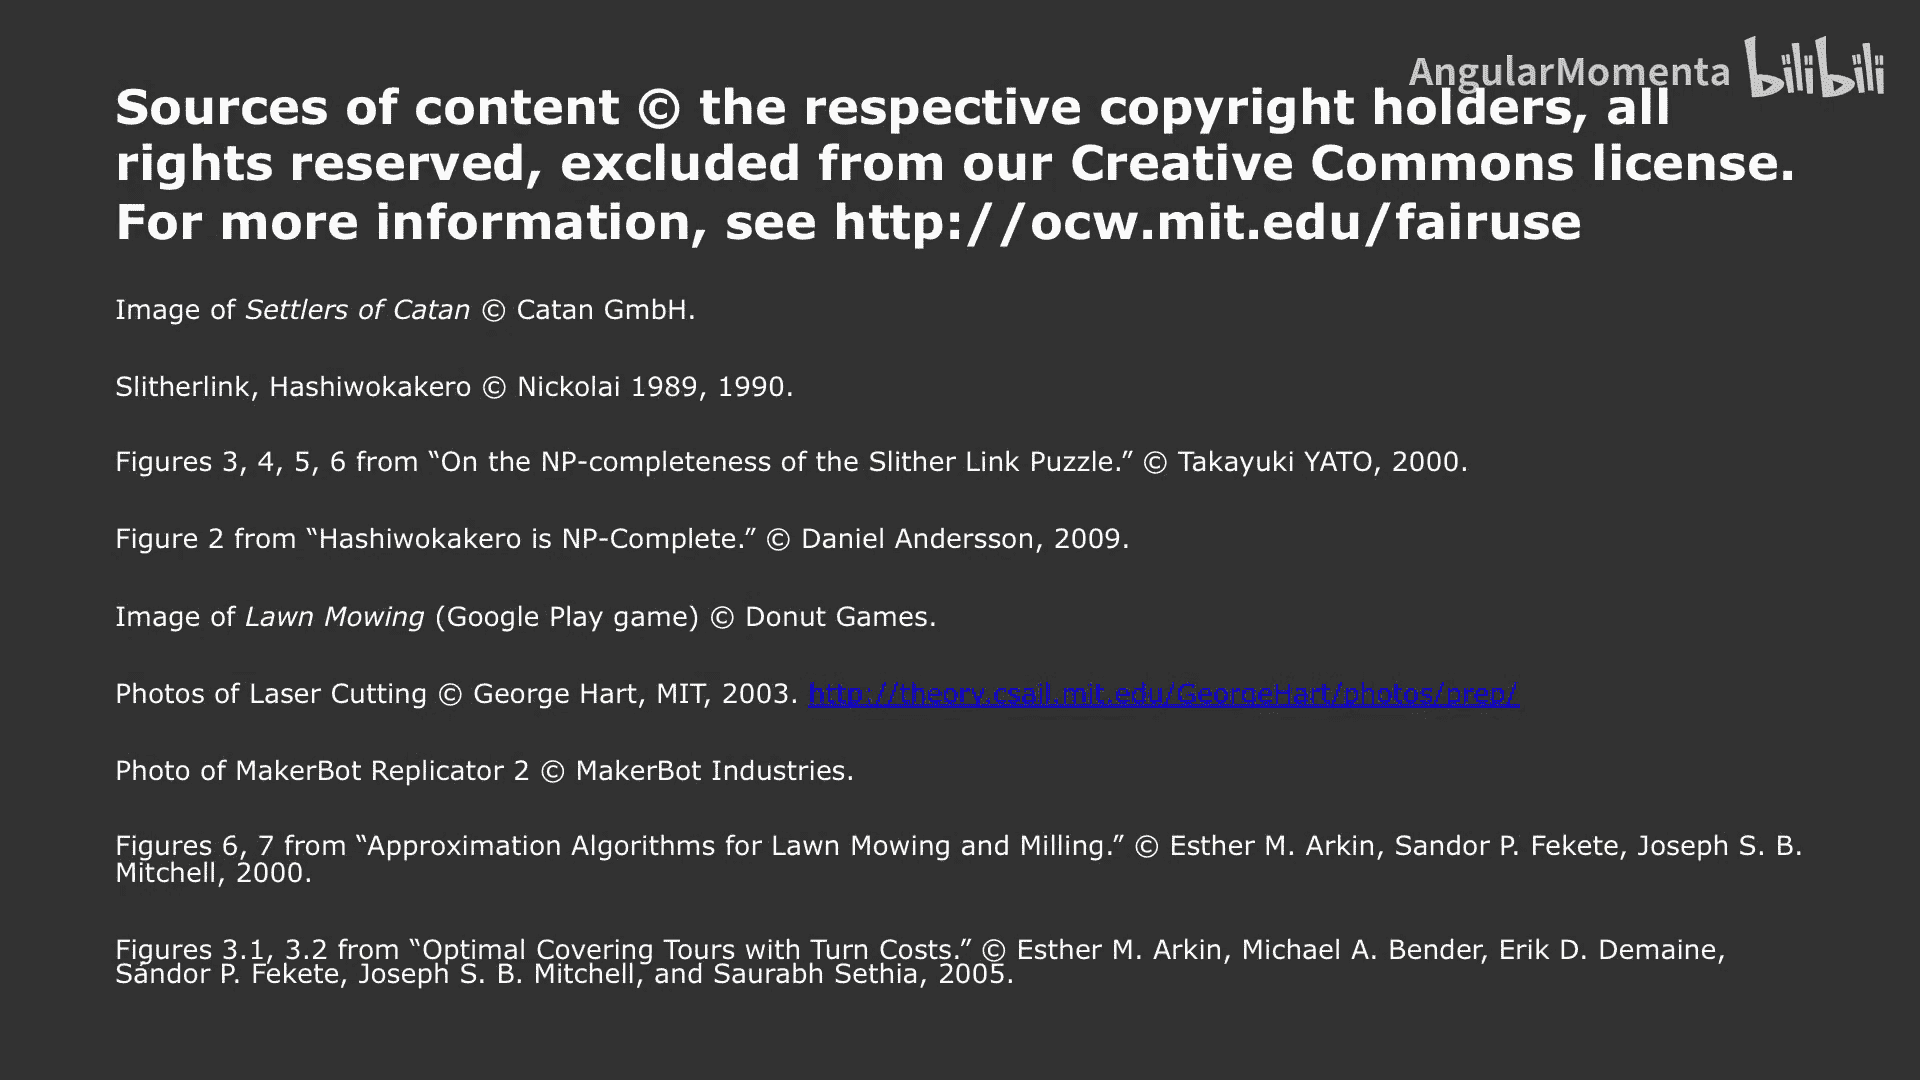 AngularMomenta bilibili
Sources of content © the respective copyright holders, all
rights reserved, excluded from our Creative Commons license.
For more information, see http://ocw.mit.edu/fairuse
Image of Settlers of Catan © Catan GmbH.
Slitherlink, Hashiwokakero © Nickolai 1989, 1990.
Figures 3, 4, 5, 6 from “On the NP-completeness of the Slither Link Puzzle.” © Takayuki YATO, 2000.
Figure 2 from “Hashiwokakero is NP-Complete.” © Daniel Andersson, 2009.
Image of Lawn Mowing (Google Play game) © Donut Games.
Photos of Laser Cutting © George Hart, MIT, 2003. http://theory.csail.mit.edu/GeorgeHart/photos/prep/
Photo of MakerBot Replicator 2 © MakerBot Industries.
Figures 6, 7 from “Approximation Algorithms for Lawn Mowing and Milling.” © Esther M. Arkin, Sandor P. Fekete, Joseph S. B.
Mitchell, 2000.
Figures 3.1, 3.2 from “Optimal Covering Tours with Turn Costs.” © Esther M. Arkin, Michael A. Bender, Erik D. Demaine,
Sándor P. Fekete, Joseph S. B. Mitchell, and Saurabh Sethia, 2005.